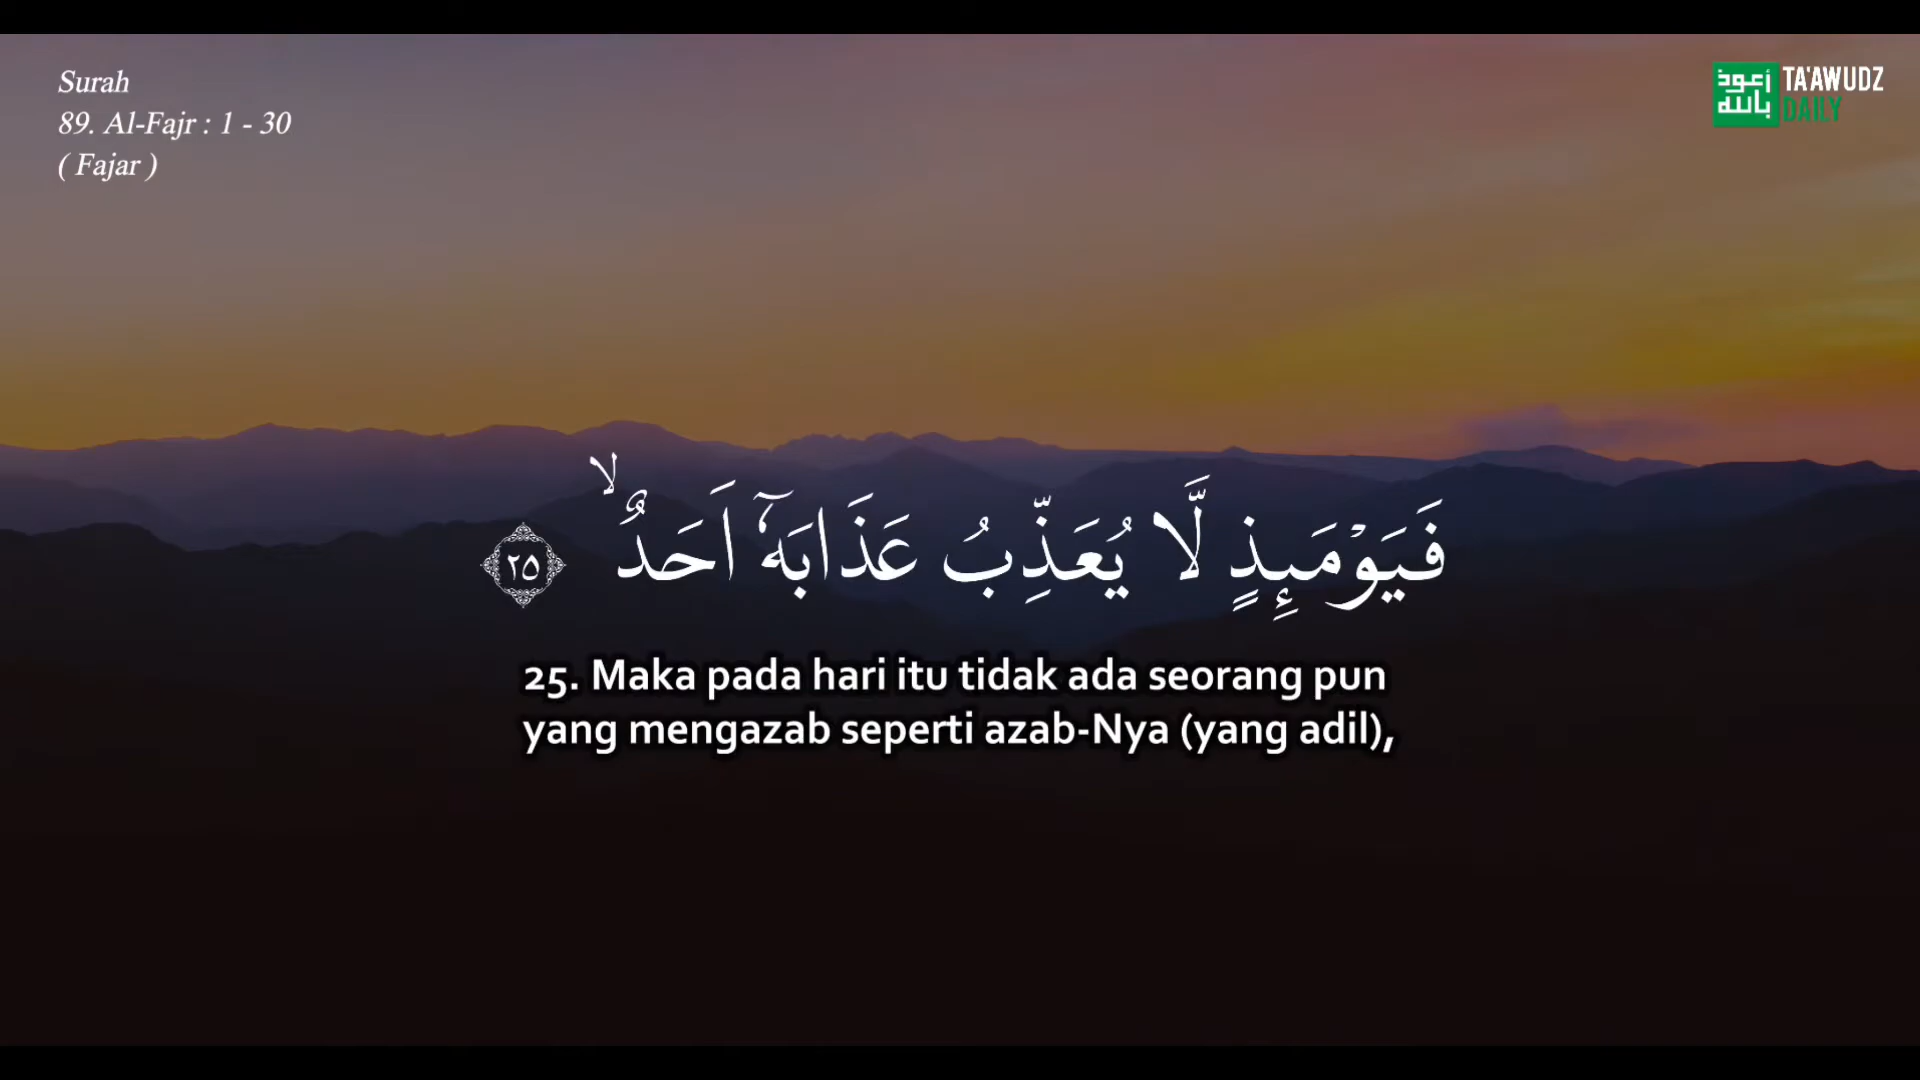 Surah
89. Al-Fajr : 1 - 30
( Fajar )
أعوذ
بالله
TA'AWUDZ
DAILY
فَيَوْمَىِٕذٍ لَّا يُعَذِّبُ عَذَابَهٗٓ اَحَدٌ ۙ ٢٥
25. Maka pada hari itu tidak ada seorang pun
yang mengazab seperti azab-Nya (yang adil),